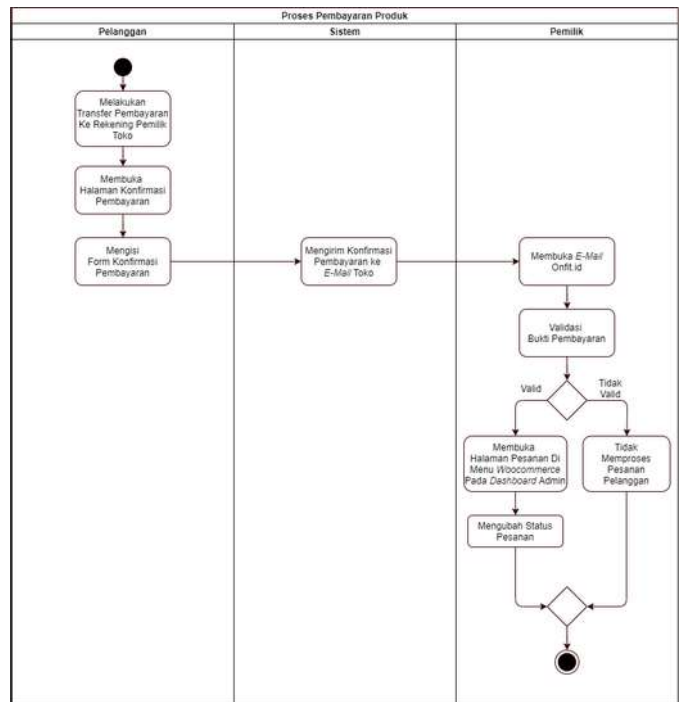 Proses Pembayaran Produk
Pelanggan
Sistem
Pemilik
Melakukan
Transfer Pembayaran
Ke Rekening Pemilik
Toko
Membuka
Halaman Konfirmasi
Pembayaran
Mengisi
Form Konfirmasi
Pembayaran
Mengirim Konfirmasi
Pembayaran ke
E-Mail Toko
Membuka E-Mail
Onfit.id
Validasi
Bukti Pembayaran
Valid
Tidak
Valid
Membuka
Halaman Pesanan Di
Menu Woocommerce
Pada Dashboard Admin
Tidak
Memproses
Pesanan
Pelanggan
Mengubah Status
Pesanan